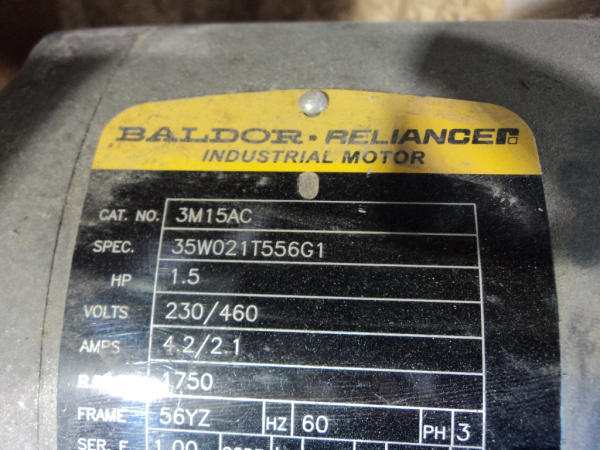 BALDOR • RELIANCE
INDUSTRIAL MOTOR
CAT. NO. 3M15AC
SPEC. 35W021T556G1
HP 1.5
VOLTS 230/460
AMPS 4.2/2.1
1750
FRAME 56YZ HZ 60 PH 3
SER. F. 1.00